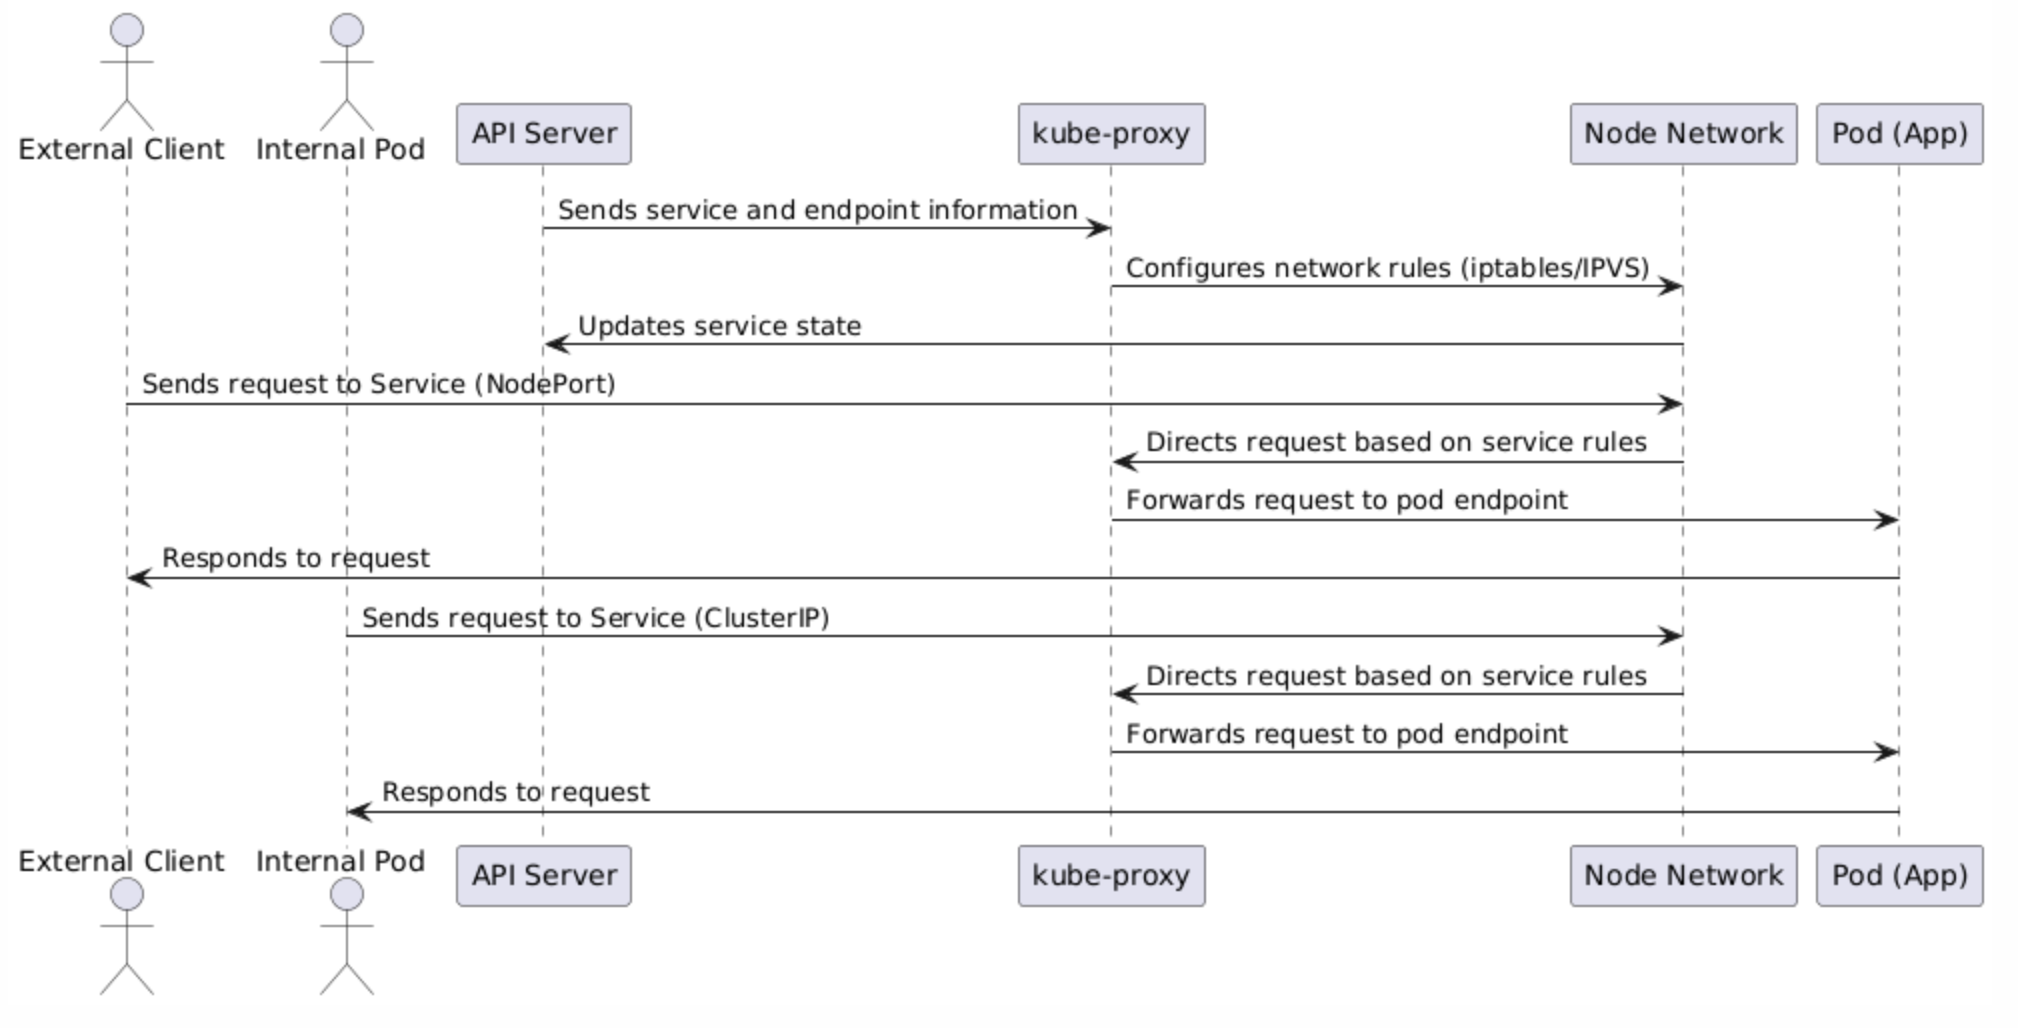 External Client
Internal Pod
API Server
kube-proxy
Node Network
Pod (App)
Sends service and endpoint information
Configures network rules (iptables/IPVS)
Updates service state
Sends request to Service (NodePort)
Directs request based on service rules
Forwards request to pod endpoint
Responds to request
Sends request to Service (ClusterIP)
Directs request based on service rules
Forwards request to pod endpoint
Responds to request
External Client
Internal Pod
API Server
kube-proxy
Node Network
Pod (App)